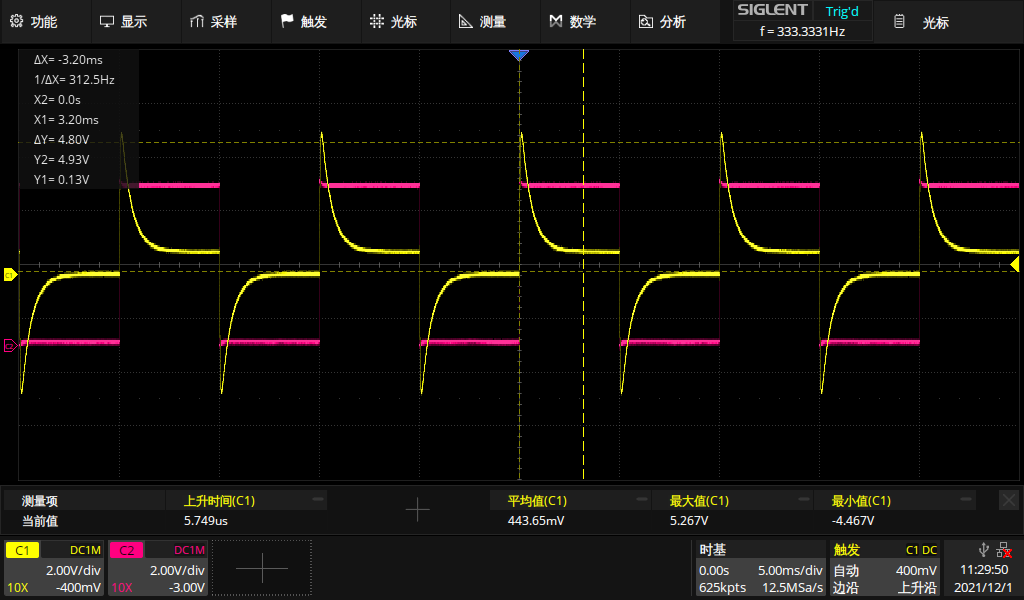 功能 显示 采样 触发 光标 测量 数学 分析
SIGLENT Trig'd
f = 333.3331Hz
光标
ΔX= -3.20ms
1/ΔX= 312.5Hz
X2= 0.0s
X1= 3.20ms
ΔY= 4.80V
Y2= 4.93V
Y1= 0.13V
C1
C2
测量项 上升时间(C1) 平均值(C1) 最大值(C1) 最小值(C1)
当前值 5.749us 443.65mV 5.267V -4.467V
C1 DC1M
2.00V/div
10X -400mV
C2 DC1M
2.00V/div
10X -3.00V
时基
0.00s 5.00ms/div
625kpts 12.5MSa/s
触发 C1 DC
自动 400mV
边沿 上升沿
11:29:50
2021/12/1